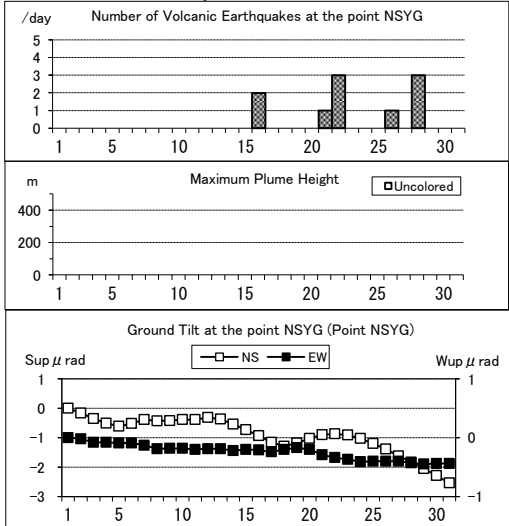 Number of Volcanic Earthquakes at the point NSYG
/day
5
4
3
2
1
0
1 5 10 15 20 25 30
Maximum Plume Height
m
Uncolored
400
200
0
1 5 10 15 20 25 30
Ground Tilt at the point NSYG (Point NSYG)
Sup μ rad NS EW Wup μ rad
1 1
0
-1 0
-2
-3 -1
1 5 10 15 20 25 30